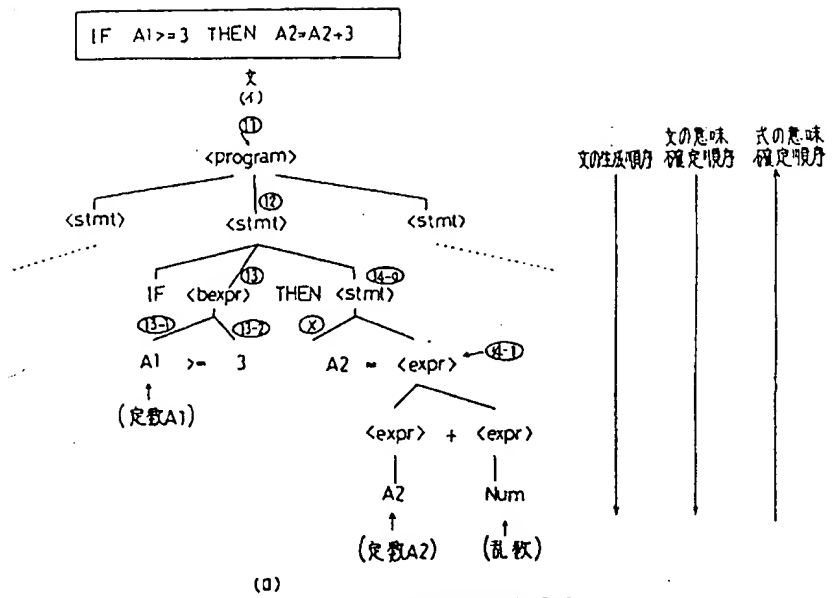 IF A1>=3 THEN A2=A2+3
文
(イ)
11
<program>
文の生成順序
文の意味
確定順序
式の意味
確定順序
12
<stmt> <stmt> <stmt>
13 14-a
IF <bexpr> THEN <stmt>
13-1 13-2 X
A1 >= 3 A2 = <expr>
(定数A1)
<expr> + <expr>
A2 Num
(定数A2) (乱数)
(ロ)